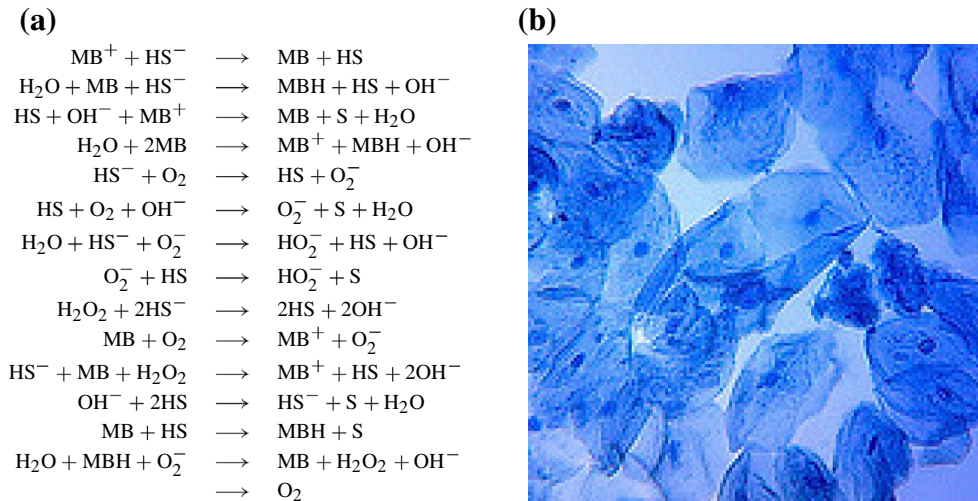 (a)
(b)
MB⁺ + HS⁻ ⟶ MB + HS
H₂O + MB + HS⁻ ⟶ MBH + HS + OH⁻
HS + OH⁻ + MB⁺ ⟶ MB + S + H₂O
H₂O + 2MB ⟶ MB⁺ + MBH + OH⁻
HS⁻ + O₂ ⟶ HS + O₂⁻
HS + O₂ + OH⁻ ⟶ O₂⁻ + S + H₂O
H₂O + HS⁻ + O₂⁻ ⟶ HO₂⁻ + HS + OH⁻
O₂⁻ + HS ⟶ HO₂⁻ + S
H₂O₂ + 2HS⁻ ⟶ 2HS + 2OH⁻
MB + O₂ ⟶ MB⁺ + O₂⁻
HS⁻ + MB + H₂O₂ ⟶ MB⁺ + HS + 2OH⁻
OH⁻ + 2HS ⟶ HS⁻ + S + H₂O
MB + HS ⟶ MBH + S
H₂O + MBH + O₂⁻ ⟶ MB + H₂O₂ + OH⁻
⟶ O₂